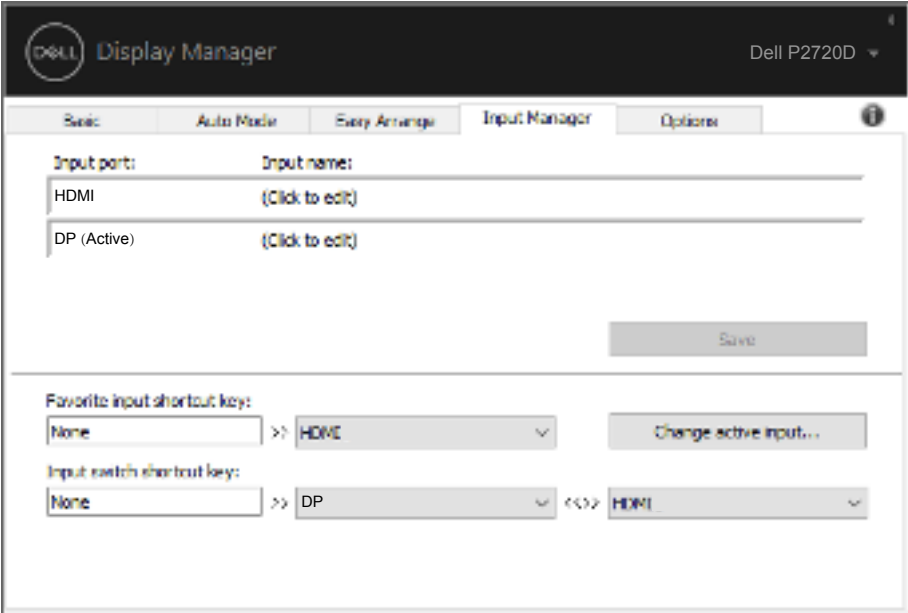 DELL Display Manager
Dell P2720D
Basic Auto Mode Easy Arrange Input Manager Options
Input port: Input name:
HDMI (Click to edit)
DP (Active) (Click to edit)
Save
Favorite input shortcut key:
None >> HDMI Change active input...
Input switch shortcut key:
None >> DP <<>> HDMI